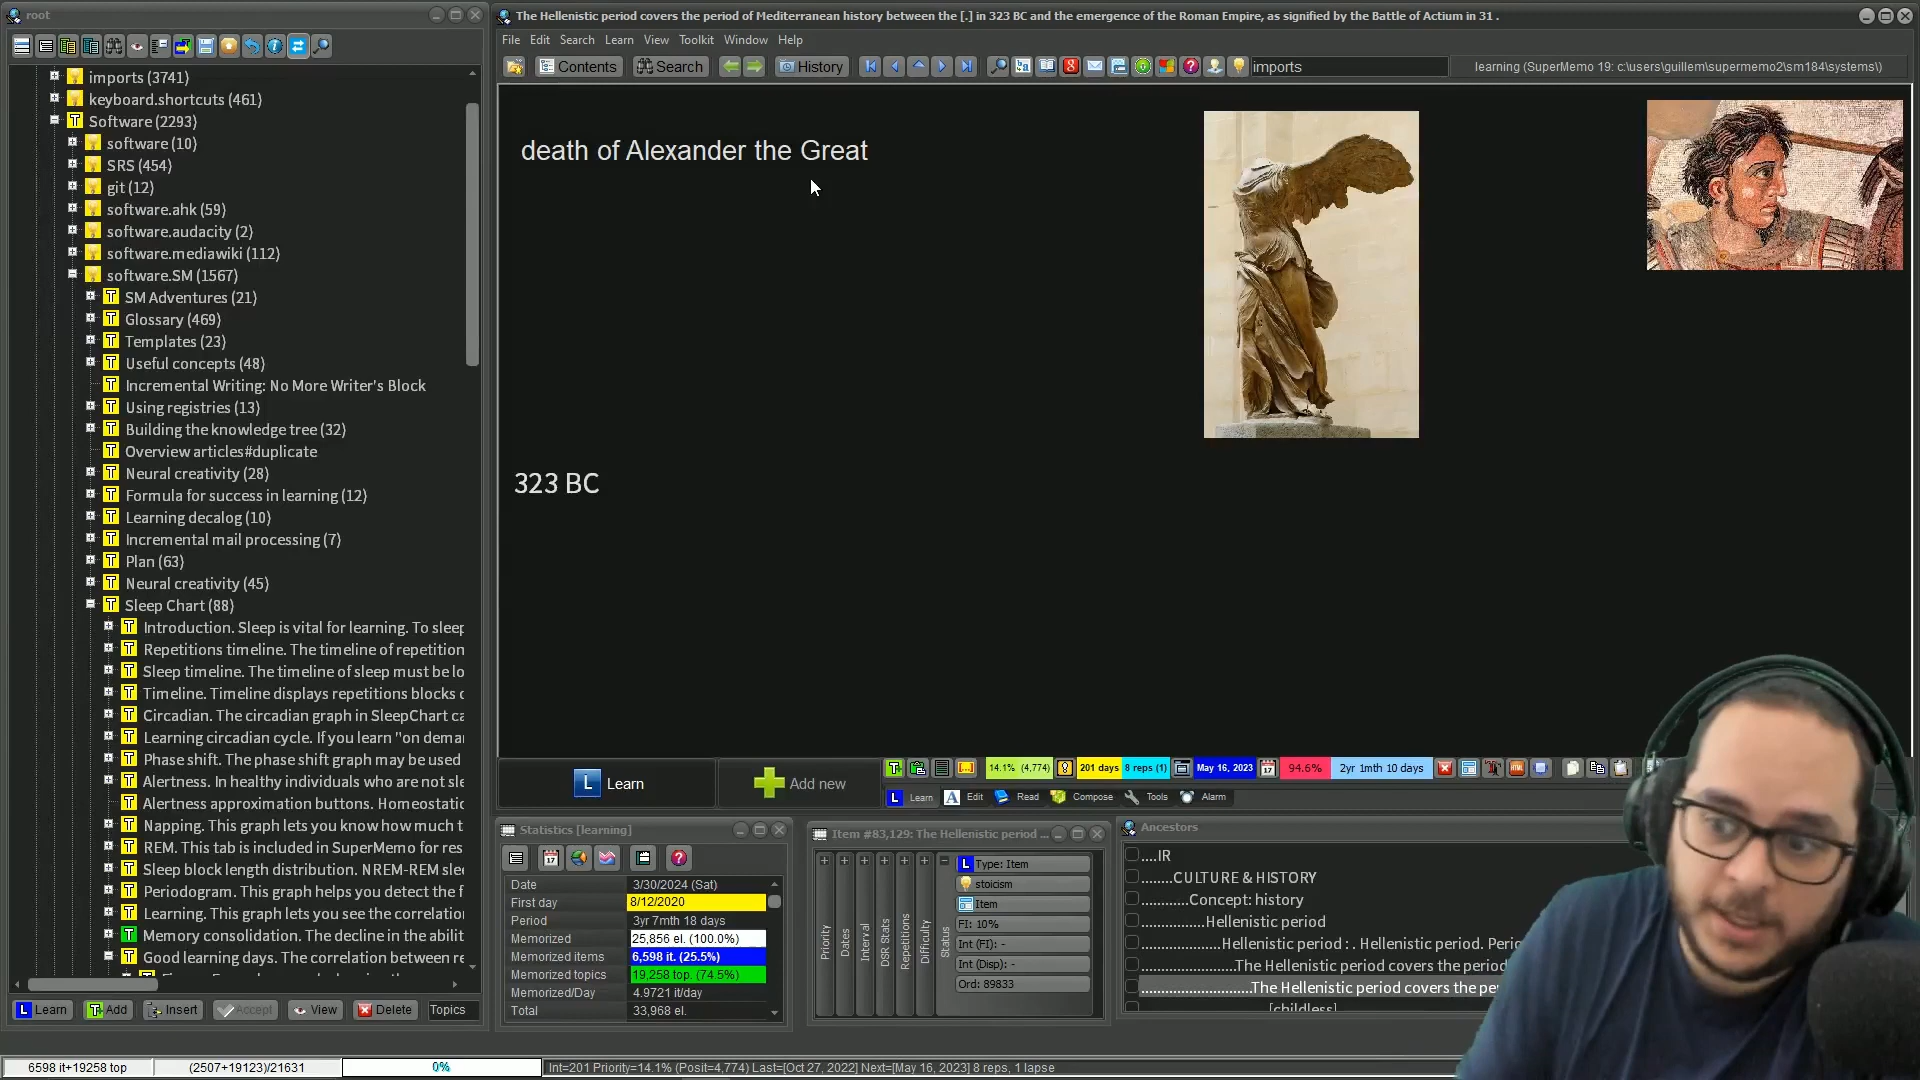 root
imports (3741)
keyboard.shortcuts (461)
Software (2293)
software (10)
SRS (454)
git (12)
software.ahk (59)
software.audacity (2)
software.mediawiki (112)
software.SM (1567)
SM Adventures (21)
Glossary (469)
Templates (23)
Useful concepts (48)
Incremental Writing: No More Writer's Block
Using registries (13)
Building the knowledge tree (32)
Overview articles#duplicate
Neural creativity (28)
Formula for success in learning (12)
Learning decalog (10)
Incremental mail processing (7)
Plan (63)
Neural creativity (45)
Sleep Chart (88)
Introduction. Sleep is vital for learning. To sleep
Repetitions timeline. The timeline of repetition
Sleep timeline. The timeline of sleep must be lo
Timeline. Timeline displays repetitions blocks c
Circadian. The circadian graph in SleepChart ca
Learning circadian cycle. If you learn "on dema
Phase shift. The phase shift graph may be used
Alertness. In healthy individuals who are not sle
Alertness approximation buttons. Homeostatic
Napping. This graph lets you know how much t
REM. This tab is included in SuperMemo for res
Sleep block length distribution. NREM-REM slee
Periodogram. This graph helps you detect the f
Learning. This graph lets you see the correlation
Memory consolidation. The decline in the abilit
Good learning days. The correlation between re
Learn Add Insert Accept View Delete Topics
The Hellenistic period covers the period of Mediterranean history between the [.] in 323 BC and the emergence of the Roman Empire, as signified by the Battle of Actium in 31 .
File Edit Search Learn View Toolkit Window Help
Contents Search History imports learning (SuperMemo 19: c:\users\guillem\supermemo2\sm184\systems\)
death of Alexander the Great
323 BC
Learn Add new
14.1% (4,774) 201 days 8 reps (1) May 16, 2023 17 94.6% 2yr 1mth 10 days
Learn Edit Read Compose Tools Alarm
Statistics [learning]
Date 3/30/2024 (Sat)
First day 8/12/2020
Period 3yr 7mth 18 days
Memorized 25,856 el. (100.0%)
Memorized items 6,598 it. (25.5%)
Memorized topics 19,258 top. (74.5%)
Memorized/Day 4.9721 it/day
Total 33,968 el.
Item #83,129: The Hellenistic period ...
Priority
Dates
Interval
DSR Stats
Repetitions
Difficulty
Status
Type: Item
stoicism
Item
FI: 10%
Int (FI): -
Int (Disp): -
Ord: 89833
Ancestors
....IR
........CULTURE & HISTORY
............Concept: history
................Hellenistic period
....................Hellenistic period : . Hellenistic period. Peri
........................The Hellenistic period covers the period
............................The Hellenistic period covers the pe
[childless]
6598 it+19258 top (2507+19123)/21631 0% Int=201 Priority=14.1% (Posit=4,774) Last=[Oct 27, 2022] Next=[May 16, 2023] 8 reps, 1 lapse